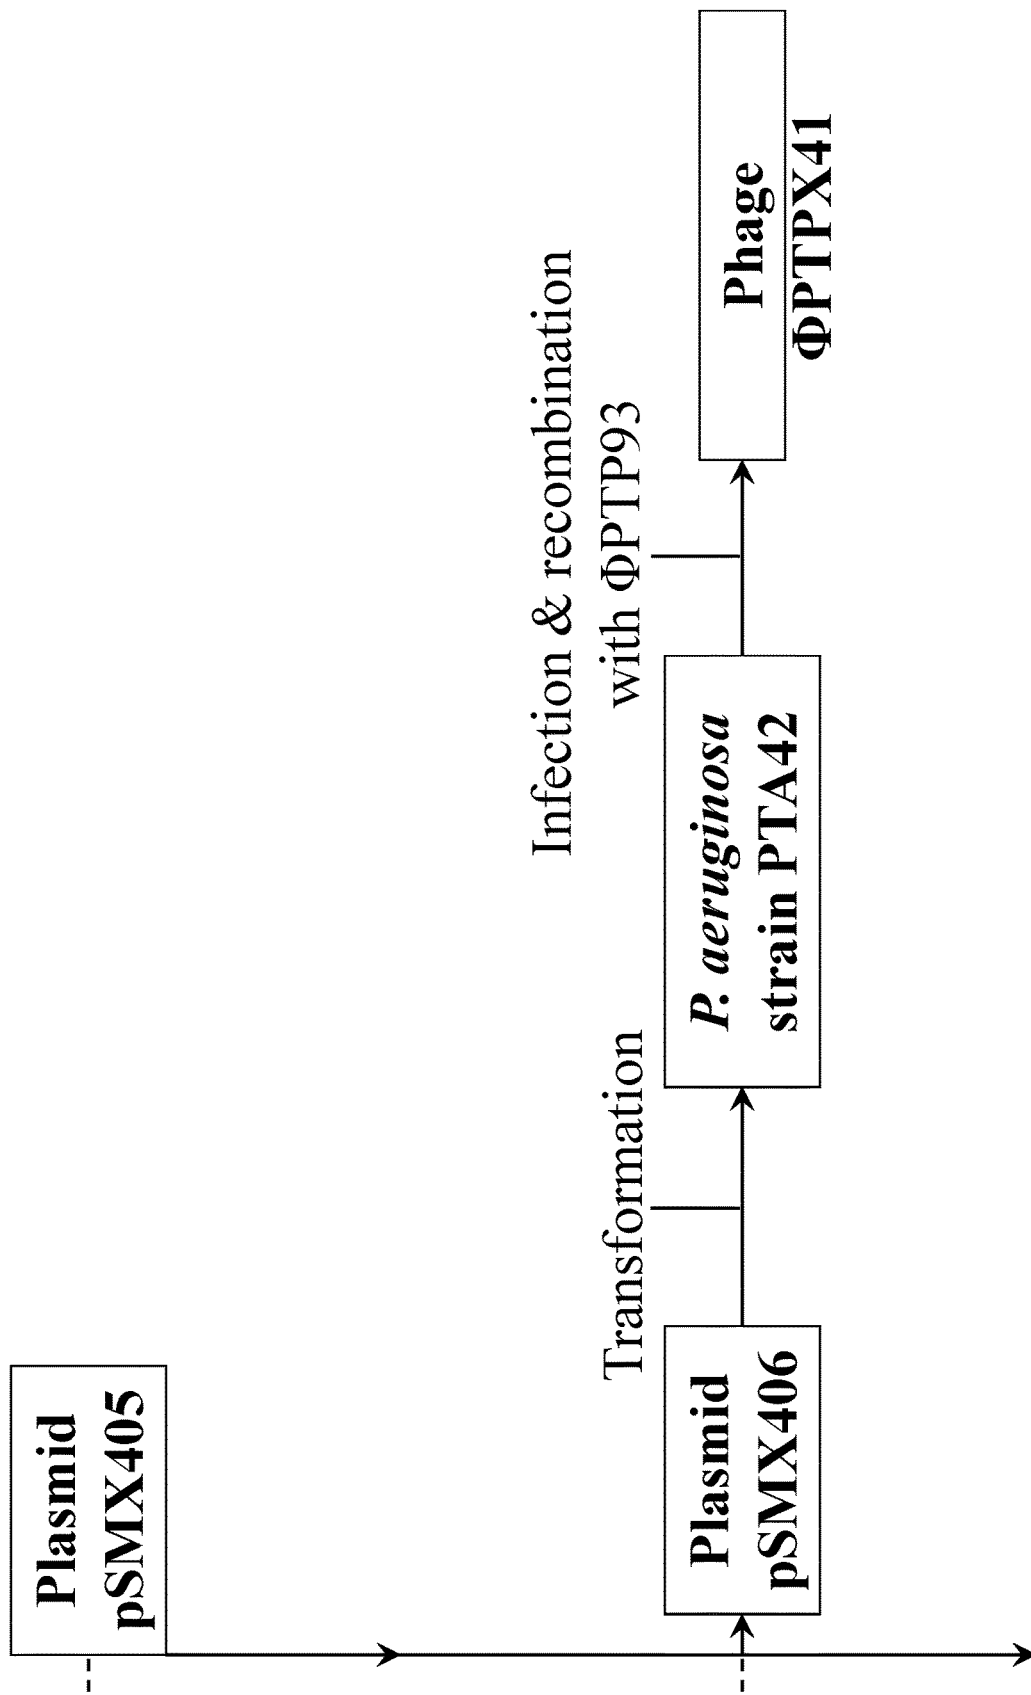 Plasmid
pSMX405
Plasmid
pSMX406
Transformation
P. aeruginosa
strain PTA42
Infection & recombination
with ΦPTP93
Phage
ΦPTPX41